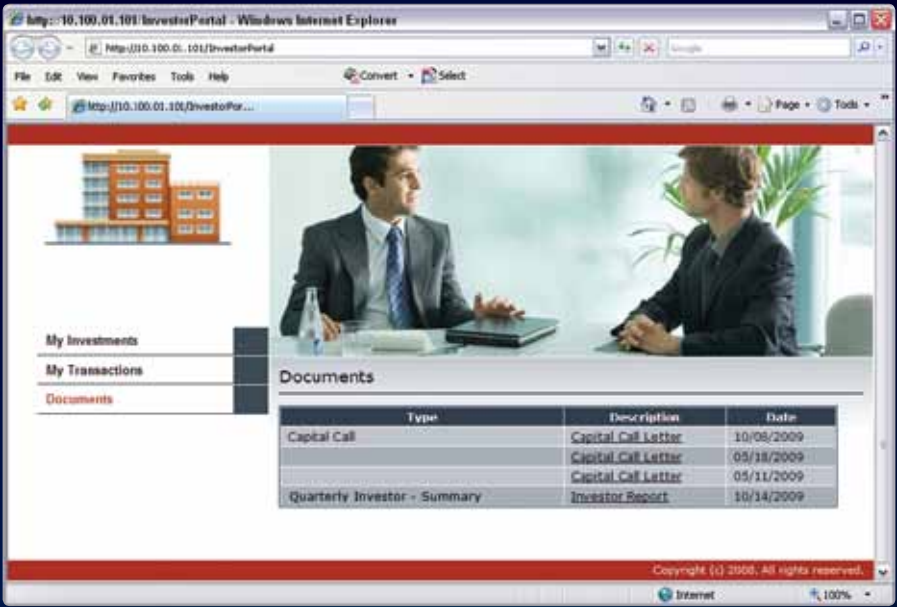 http://10.100.01.101/InvestorPortal - Windows Internet Explorer
http://10.100.01.101/InvestorPortal
Google
File Edit View Favorites Tools Help
Convert Select
http://10.100.01.101/InvestorPor...
Page Tools
My Investments
My Transactions
Documents
Documents
Type Description Date
Capital Call Capital Call Letter 10/08/2009
Capital Call Letter 05/18/2009
Capital Call Letter 05/11/2009
Quarterly Investor - Summary Investor Report 10/14/2009
Copyright (c) 2008. All rights reserved.
Internet 100%